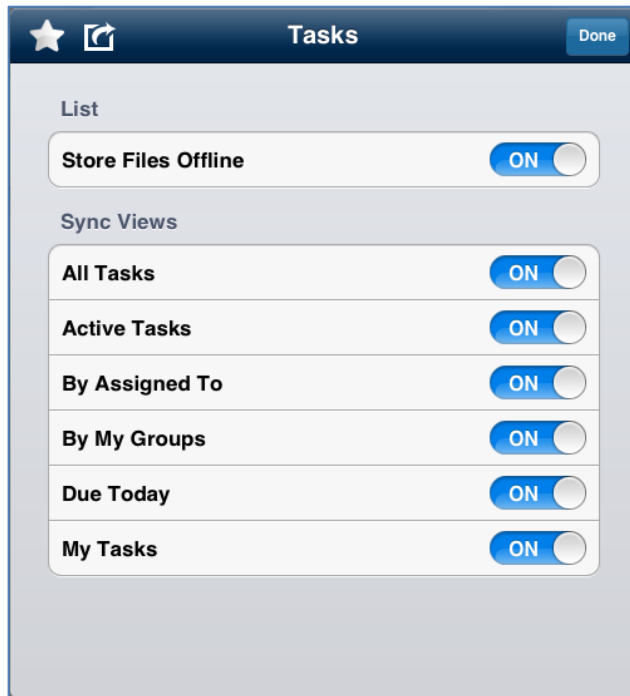 Tasks
Done
List
Store Files Offline ON
Sync Views
All Tasks ON
Active Tasks ON
By Assigned To ON
By My Groups ON
Due Today ON
My Tasks ON